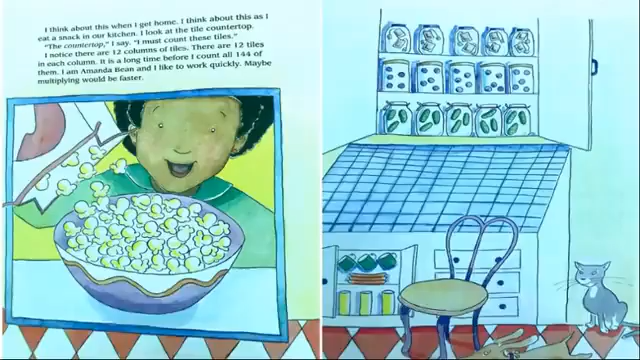 I think about this when I get home. I think about this as I
eat a snack in our kitchen. I look at the tile countertop.
"The countertop," I say. "I must count these tiles."
I notice there are 12 columns of tiles. There are 12 tiles
in each column. It is a long time before I count all 144 of
them. I am Amanda Bean and I like to work quickly. Maybe
multiplying would be faster.